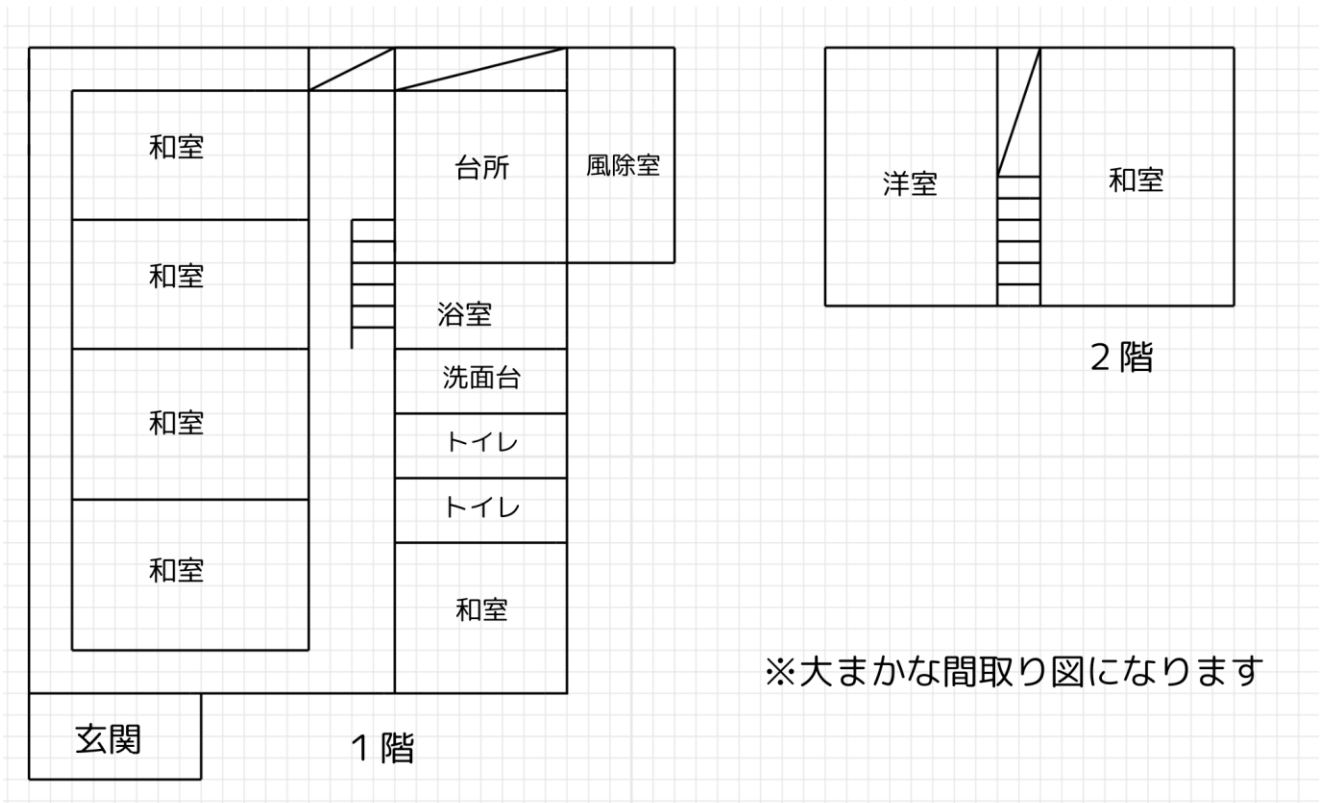 和室
台所
風除室
和室
浴室
洗面台
和室
トイレ
トイレ
和室
和室
玄関
1階
洋室
和室
2階
※大まかな間取り図になります